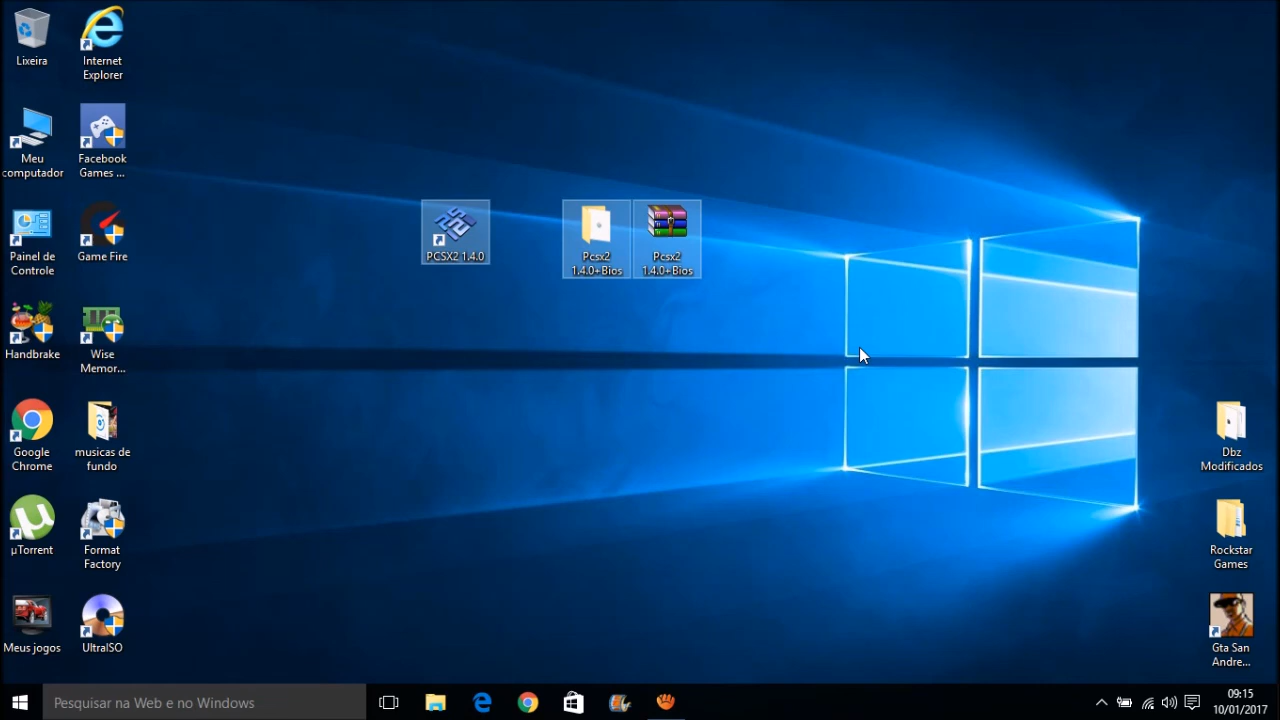 Lixeira
Internet
Explorer
Meu
computador
Facebook
Games ...
Painel de
Controle
Game Fire
Handbrake
Wise
Memor...
Google
Chrome
musicas de
fundo
µTorrent
Format
Factory
Meus jogos
UltraISO
PCSX2 1.4.0
Pcsx2
1.4.0+Bios
Pcsx2
1.4.0+Bios
Dbz
Modificados
Rockstar
Games
Gta San
Andre...
Pesquisar na Web e no Windows
09:15
10/01/2017